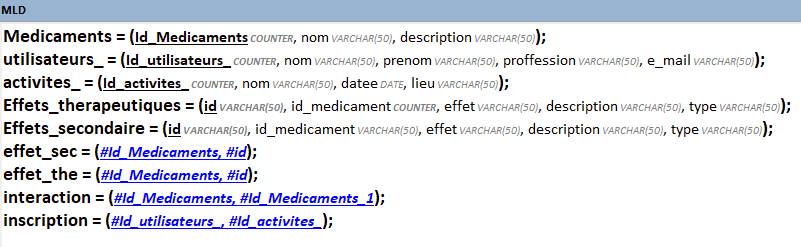 MLD
Medicaments = (Id_Medicaments COUNTER, nom VARCHAR(50), description VARCHAR(50));
utilisateurs_ = (Id_utilisateurs_ COUNTER, nom VARCHAR(50), prenom VARCHAR(50), proffession VARCHAR(50), e_mail VARCHAR(50));
activites_ = (Id_activites_ COUNTER, nom VARCHAR(50), datee DATE, lieu VARCHAR(50));
Effets_therapeutiques = (id VARCHAR(50), id_medicament COUNTER, effet VARCHAR(50), description VARCHAR(50), type VARCHAR(50));
Effets_secondaire = (id VARCHAR(50), id_medicament VARCHAR(50), effet VARCHAR(50), description VARCHAR(50), type VARCHAR(50));
effet_sec = (#Id_Medicaments, #id);
effet_the = (#Id_Medicaments, #id);
interaction = (#Id_Medicaments, #Id_Medicaments_1);
inscription = (#Id_utilisateurs_, #Id_activites_);